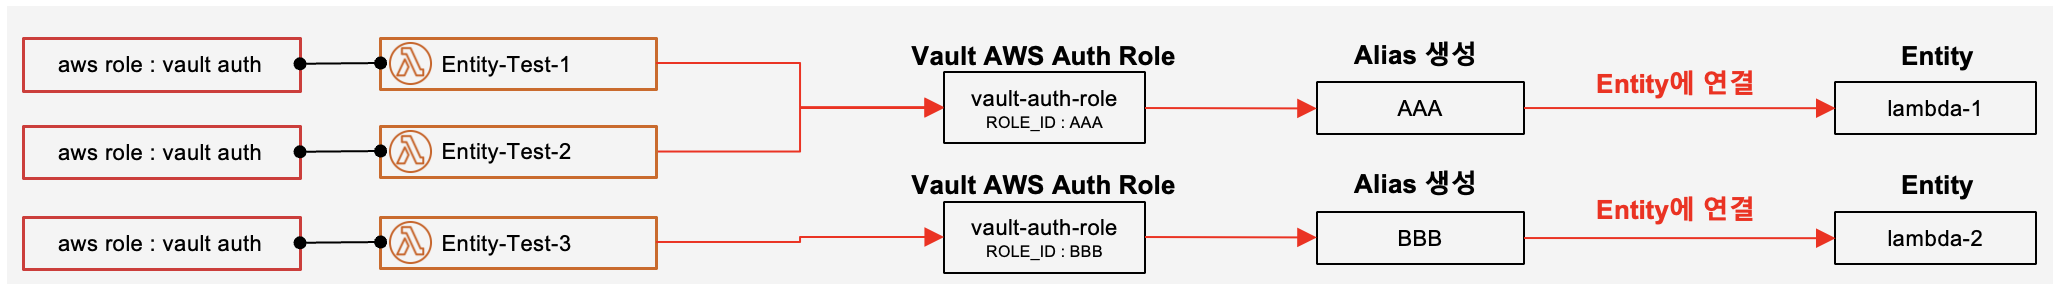 aws role : vault auth
Entity-Test-1
aws role : vault auth
Entity-Test-2
aws role : vault auth
Entity-Test-3
Vault AWS Auth Role
vault-auth-role
ROLE_ID : AAA
Alias 생성
AAA
Entity에 연결
Entity
lambda-1
Vault AWS Auth Role
vault-auth-role
ROLE_ID : BBB
Alias 생성
BBB
Entity에 연결
Entity
lambda-2